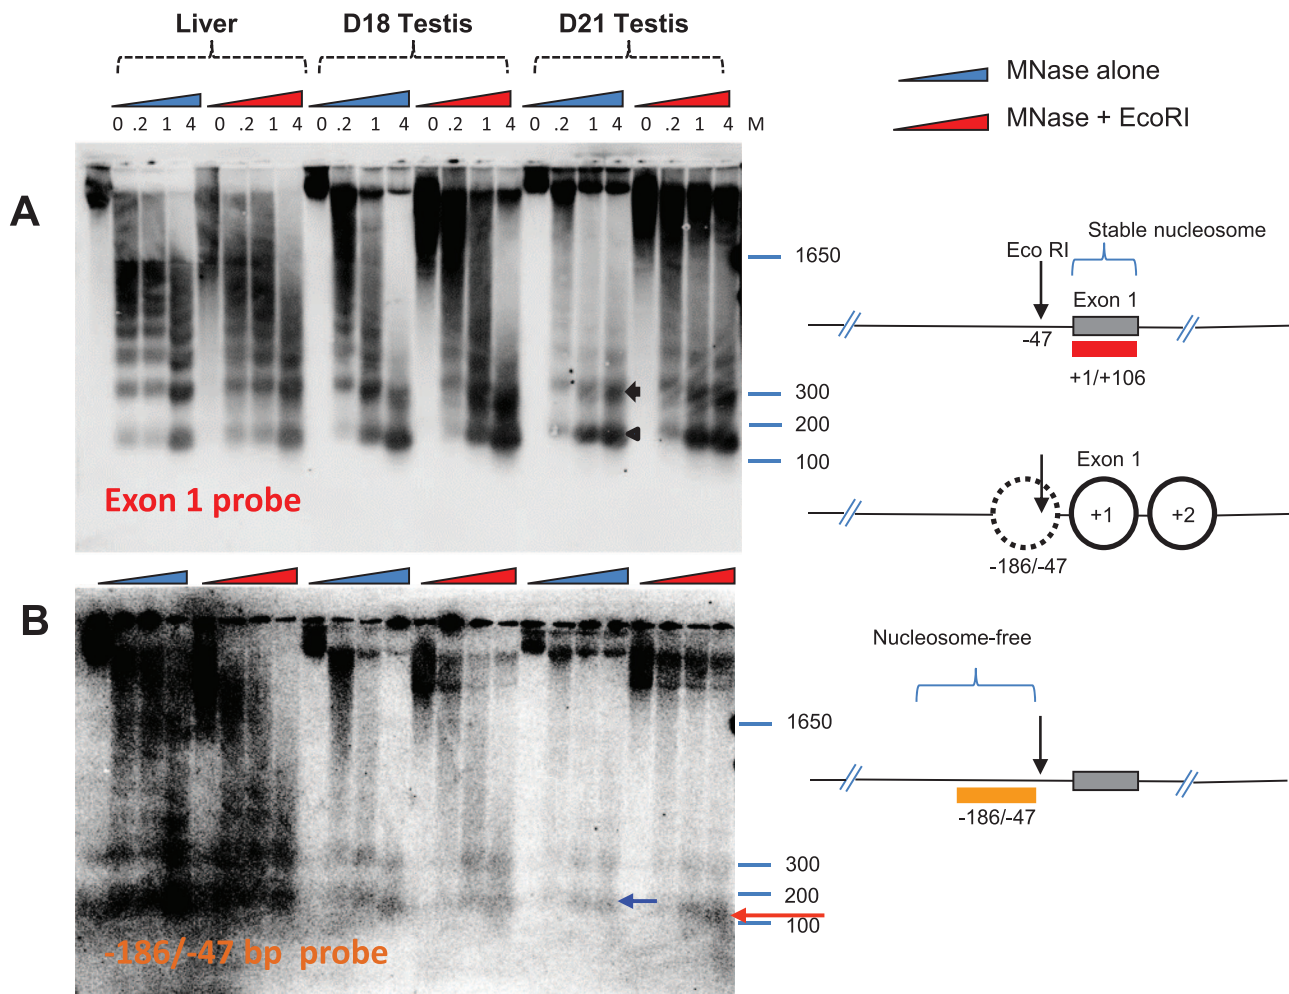 Liver D18 Testis D21 Testis
MNase alone
MNase + EcoRI
0 .2 1 4 0 .2 1 4 0 .2 1 4 0 .2 1 4 0 .2 1 4 0 .2 1 4 M
A
1650
300
200
100
Exon 1 probe
Stable nucleosome
Eco RI
Exon 1
-47
+1/+106
Exon 1
+1 +2
-186/-47
B
1650
300
200
100
-186/-47 bp probe
Nucleosome-free
-186/-47